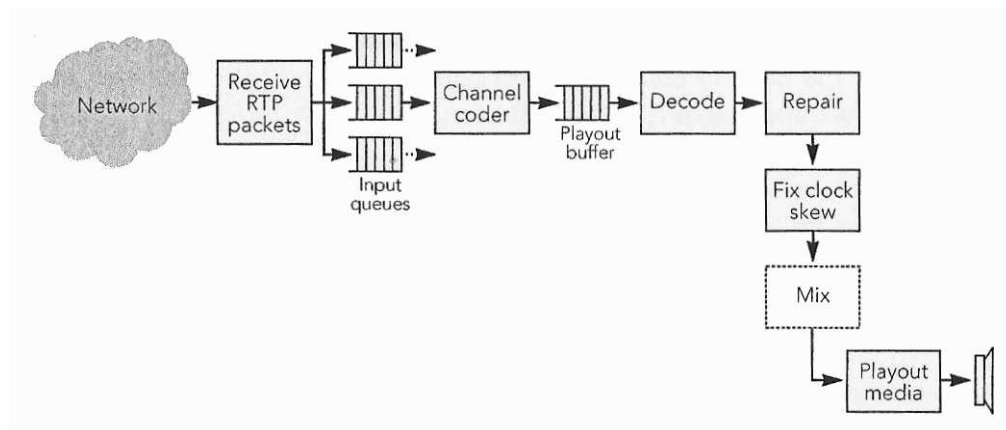 Network
Receive
RTP
packets
Input
queues
Channel
coder
Playout
buffer
Decode
Repair
Fix clock
skew
Mix
Playout
media